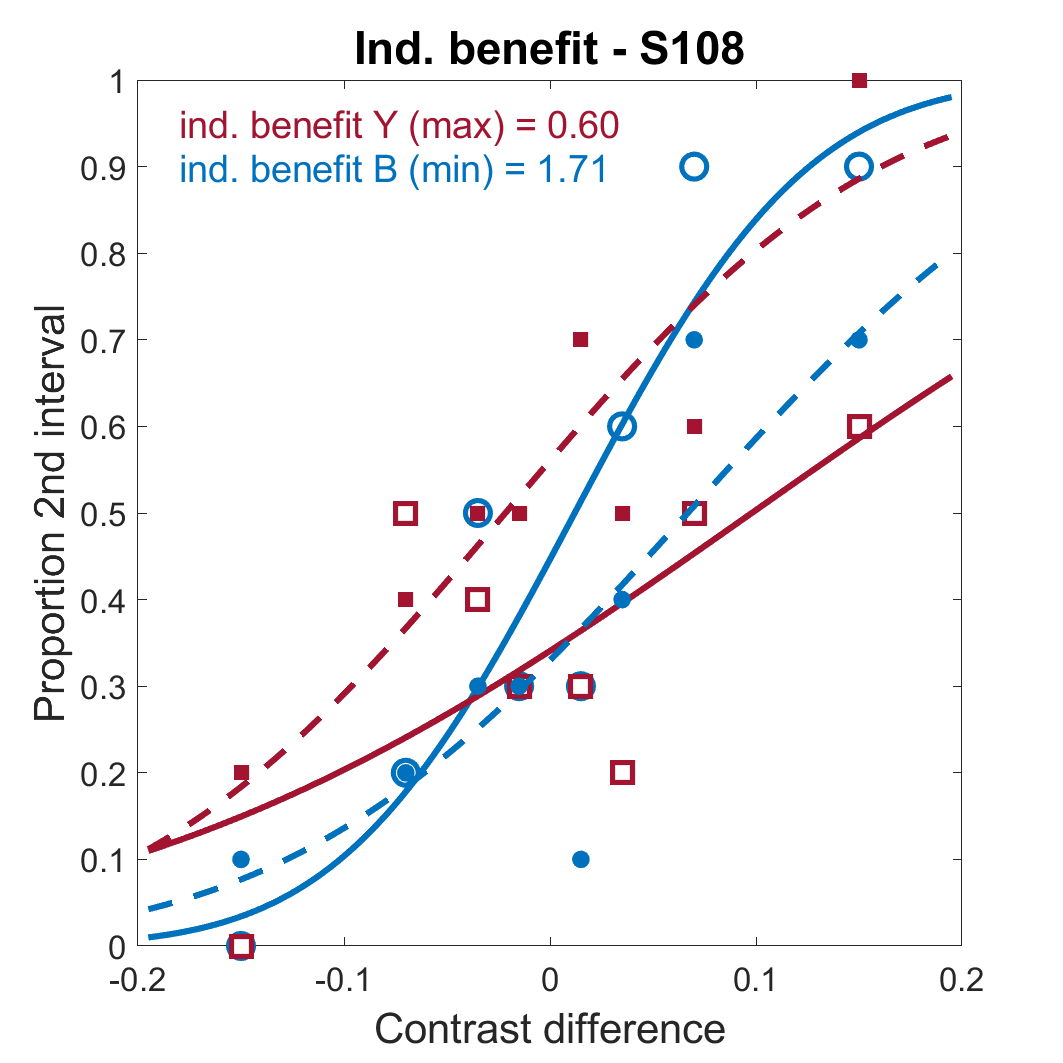 Ind. benefit - S108
ind. benefit Y (max) = 0.60
ind. benefit B (min) = 1.71
Proportion 2nd interval
1
0.9
0.8
0.7
0.6
0.5
0.4
0.3
0.2
0.1
0
-0.2 -0.1 0 0.1 0.2
Contrast difference